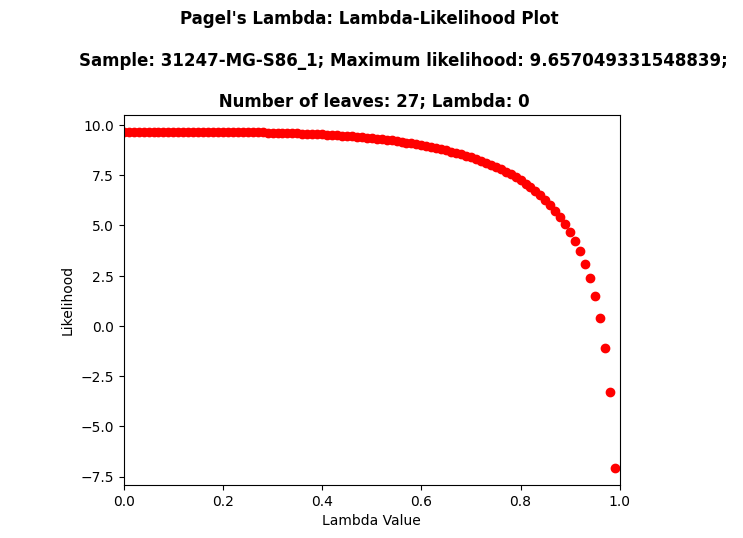 Pagel's Lambda: Lambda-Likelihood Plot
Sample: 31247-MG-S86_1; Maximum likelihood: 9.657049331548839;
Number of leaves: 27; Lambda: 0
10.0
7.5
5.0
2.5
0.0
−2.5
−5.0
−7.5
Likelihood
0.0 0.2 0.4 0.6 0.8 1.0
Lambda Value